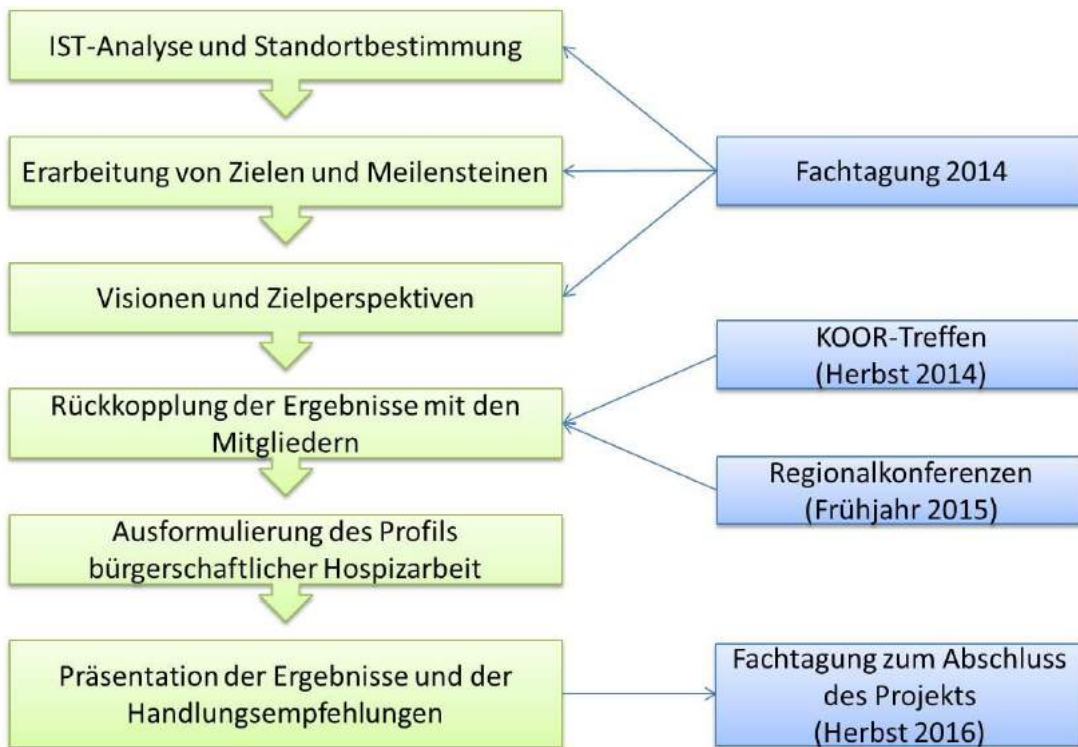 IST-Analyse und Standortbestimmung
Erarbeitung von Zielen und Meilensteinen
Fachtagung 2014
Visionen und Zielperspektiven
KOOR-Treffen
(Herbst 2014)
Rückkopplung der Ergebnisse mit den
Mitgliedern
Regionalkonferenzen
(Frühjahr 2015)
Ausformulierung des Profils
bürgerschaftlicher Hospizarbeit
Präsentation der Ergebnisse und der
Handlungsempfehlungen
Fachtagung zum Abschluss
des Projekts
(Herbst 2016)